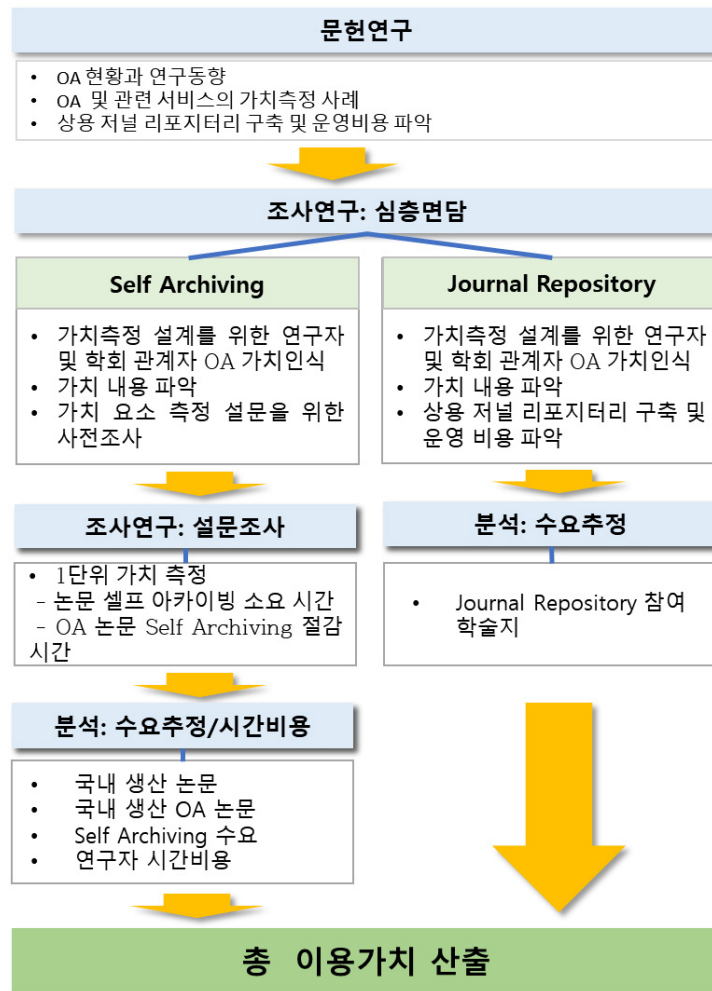 문헌연구
• OA 현황과 연구동향
• OA 및 관련 서비스의 가치측정 사례
• 상용 저널 리포지터리 구축 및 운영비용 파악
조사연구: 심층면담
Self Archiving
• 가치측정 설계를 위한 연구자
및 학회 관계자 OA 가치인식
• 가치 내용 파악
• 가치 요소 측정 설문을 위한
사전조사
Journal Repository
• 가치측정 설계를 위한 연구자
및 학회 관계자 OA 가치인식
• 가치 내용 파악
• 상용 저널 리포지터리 구축 및
운영 비용 파악
조사연구: 설문조사
• 1단위 가치 측정
- 논문 셀프 아카이빙 소요 시간
- OA 논문 Self Archiving 절감
시간
분석: 수요추정
• Journal Repository 참여
학술지
분석: 수요추정/시간비용
• 국내 생산 논문
• 국내 생산 OA 논문
• Self Archiving 수요
• 연구자 시간비용
총 이용가치 산출